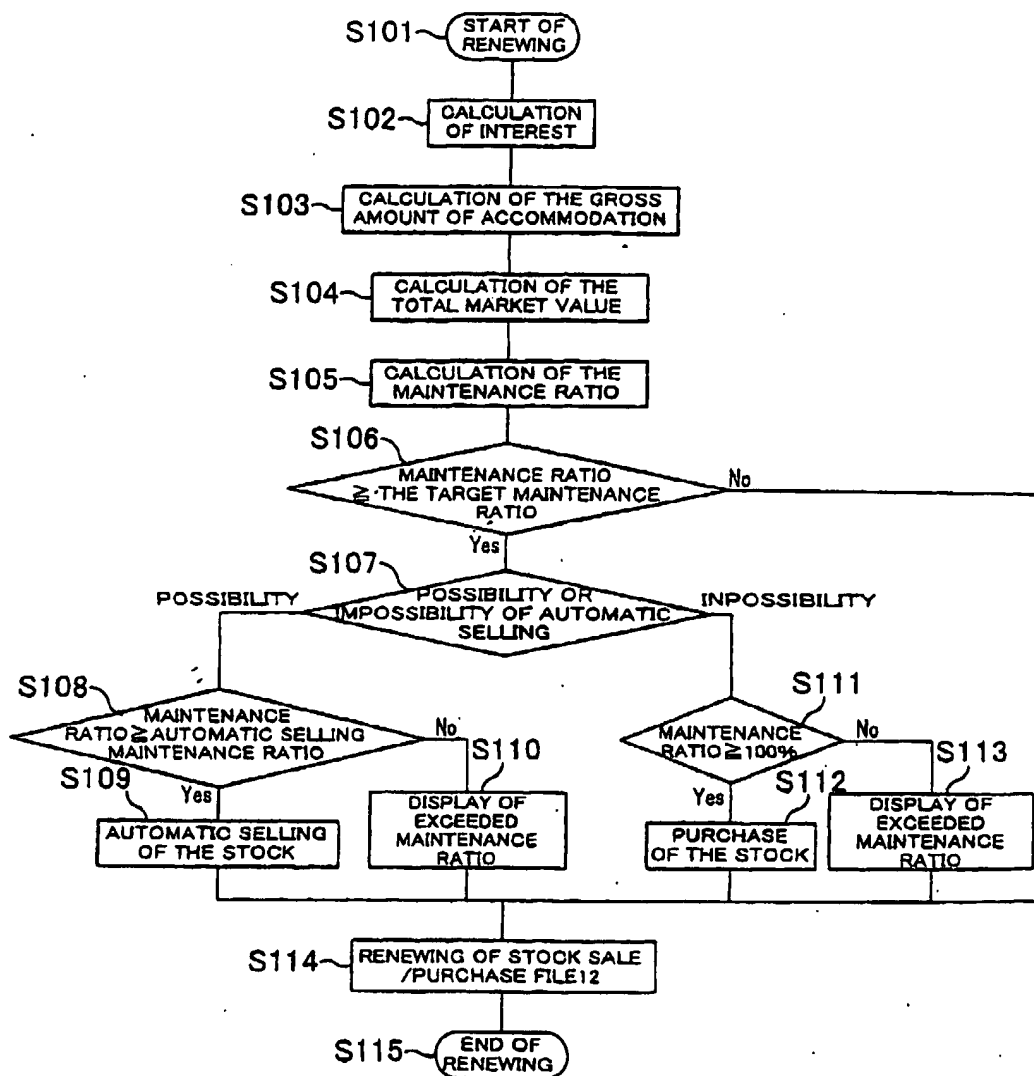 S101
START OF
RENEWING
S102
CALCULATION
OF INTEREST
S103
CALCULATION OF THE GROSS
AMOUNT OF ACCOMMODATION
S104
CALCULATION OF THE
TOTAL MARKET VALUE
S105
CALCULATION OF THE
MAINTENANCE RATIO
S106
MAINTENANCE RATIO
≧ THE TARGET MAINTENANCE
RATIO
No
Yes
S107
POSSIBILITY
POSSIBILITY OR
IMPOSSIBILITY OF AUTOMATIC
SELLING
INPOSSIBILITY
S108
MAINTENANCE
RATIO≧AUTOMATIC SELLING
MAINTENANCE RATIO
No
Yes
S109
AUTOMATIC SELLING
OF THE STOCK
S110
DISPLAY OF
EXCEEDED
MAINTENANCE
RATIO
S111
MAINTENANCE
RATIO≧100%
No
Yes
S112
PURCHASE
OF THE STOCK
S113
DISPLAY OF
EXCEEDED
MAINTENANCE
RATIO
S114
RENEWING OF STOCK SALE
/PURCHASE FILE12
S115
END OF
RENEWING